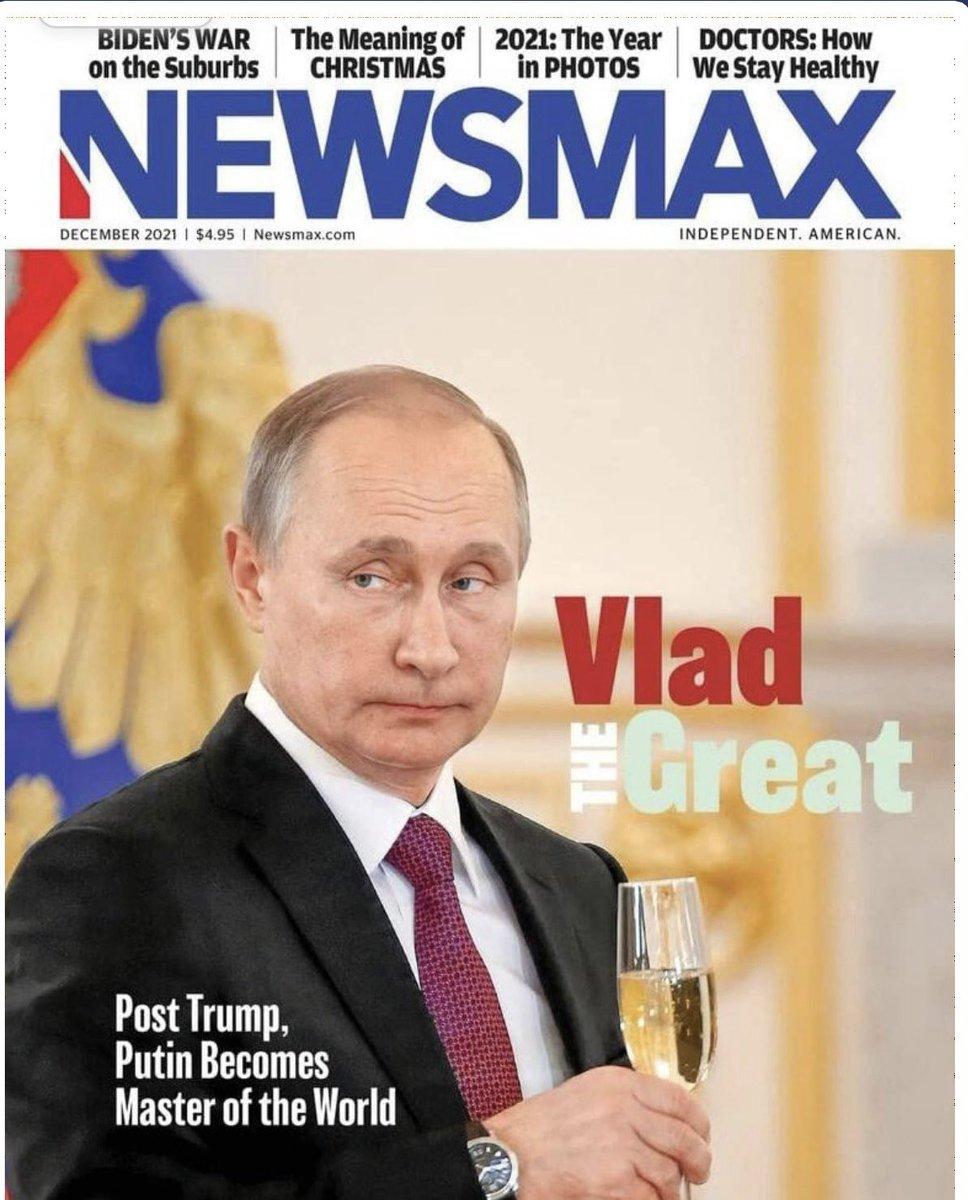 BIDEN'S WAR
on the Suburbs
The Meaning of
CHRISTMAS
2021: The Year
in PHOTOS
DOCTORS: How
We Stay Healthy
NEWSMAX
DECEMBER 2021 | $4.95 | Newsmax.com
INDEPENDENT. AMERICAN.
Vlad
THE Great
Post Trump,
Putin Becomes
Master of the World